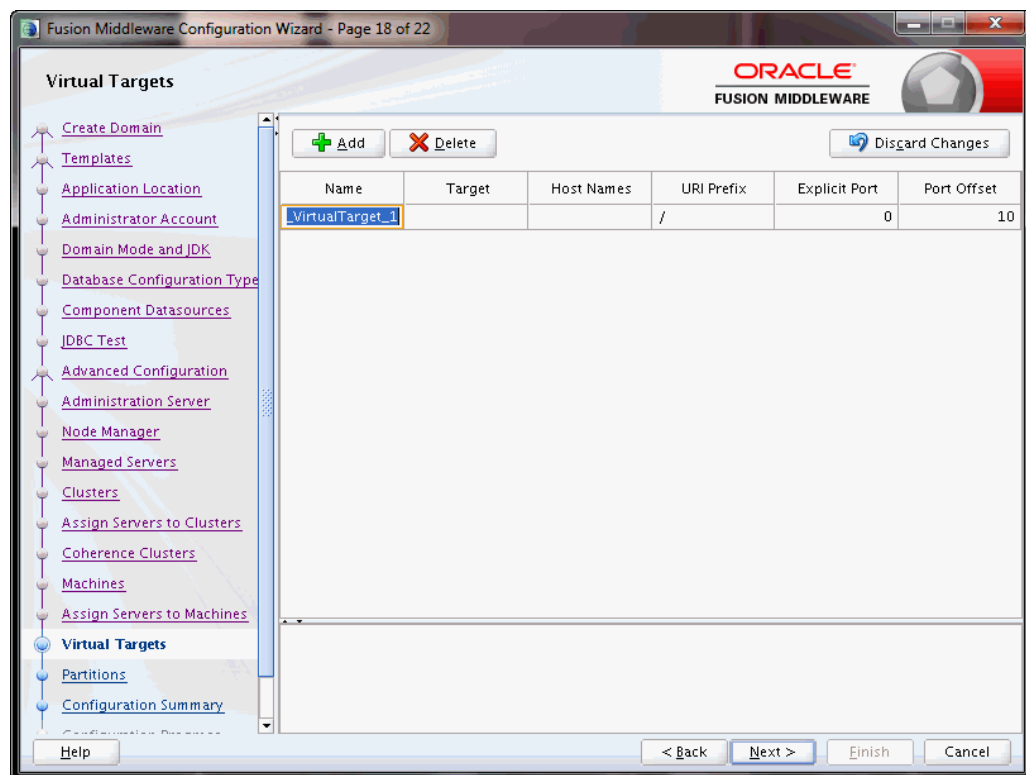 Fusion Middleware Configuration Wizard - Page 18 of 22
Virtual Targets
ORACLE
FUSION MIDDLEWARE
Create Domain
Templates
Application Location
Administrator Account
Domain Mode and JDK
Database Configuration Type
Component Datasources
JDBC Test
Advanced Configuration
Administration Server
Node Manager
Managed Servers
Clusters
Assign Servers to Clusters
Coherence Clusters
Machines
Assign Servers to Machines
Virtual Targets
Partitions
Configuration Summary
Add Delete Discard Changes
Name Target Host Names URI Prefix Explicit Port Port Offset
_VirtualTarget_1 / 0 10
Help < Back Next > Finish Cancel